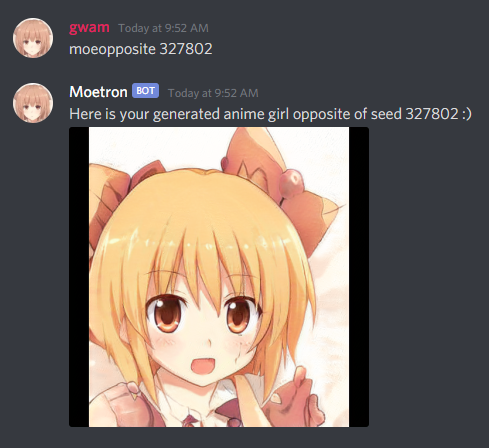 gwam Today at 9:52 AM
moeopposite 327802
Moetron BOT Today at 9:52 AM
Here is your generated anime girl opposite of seed 327802 :)